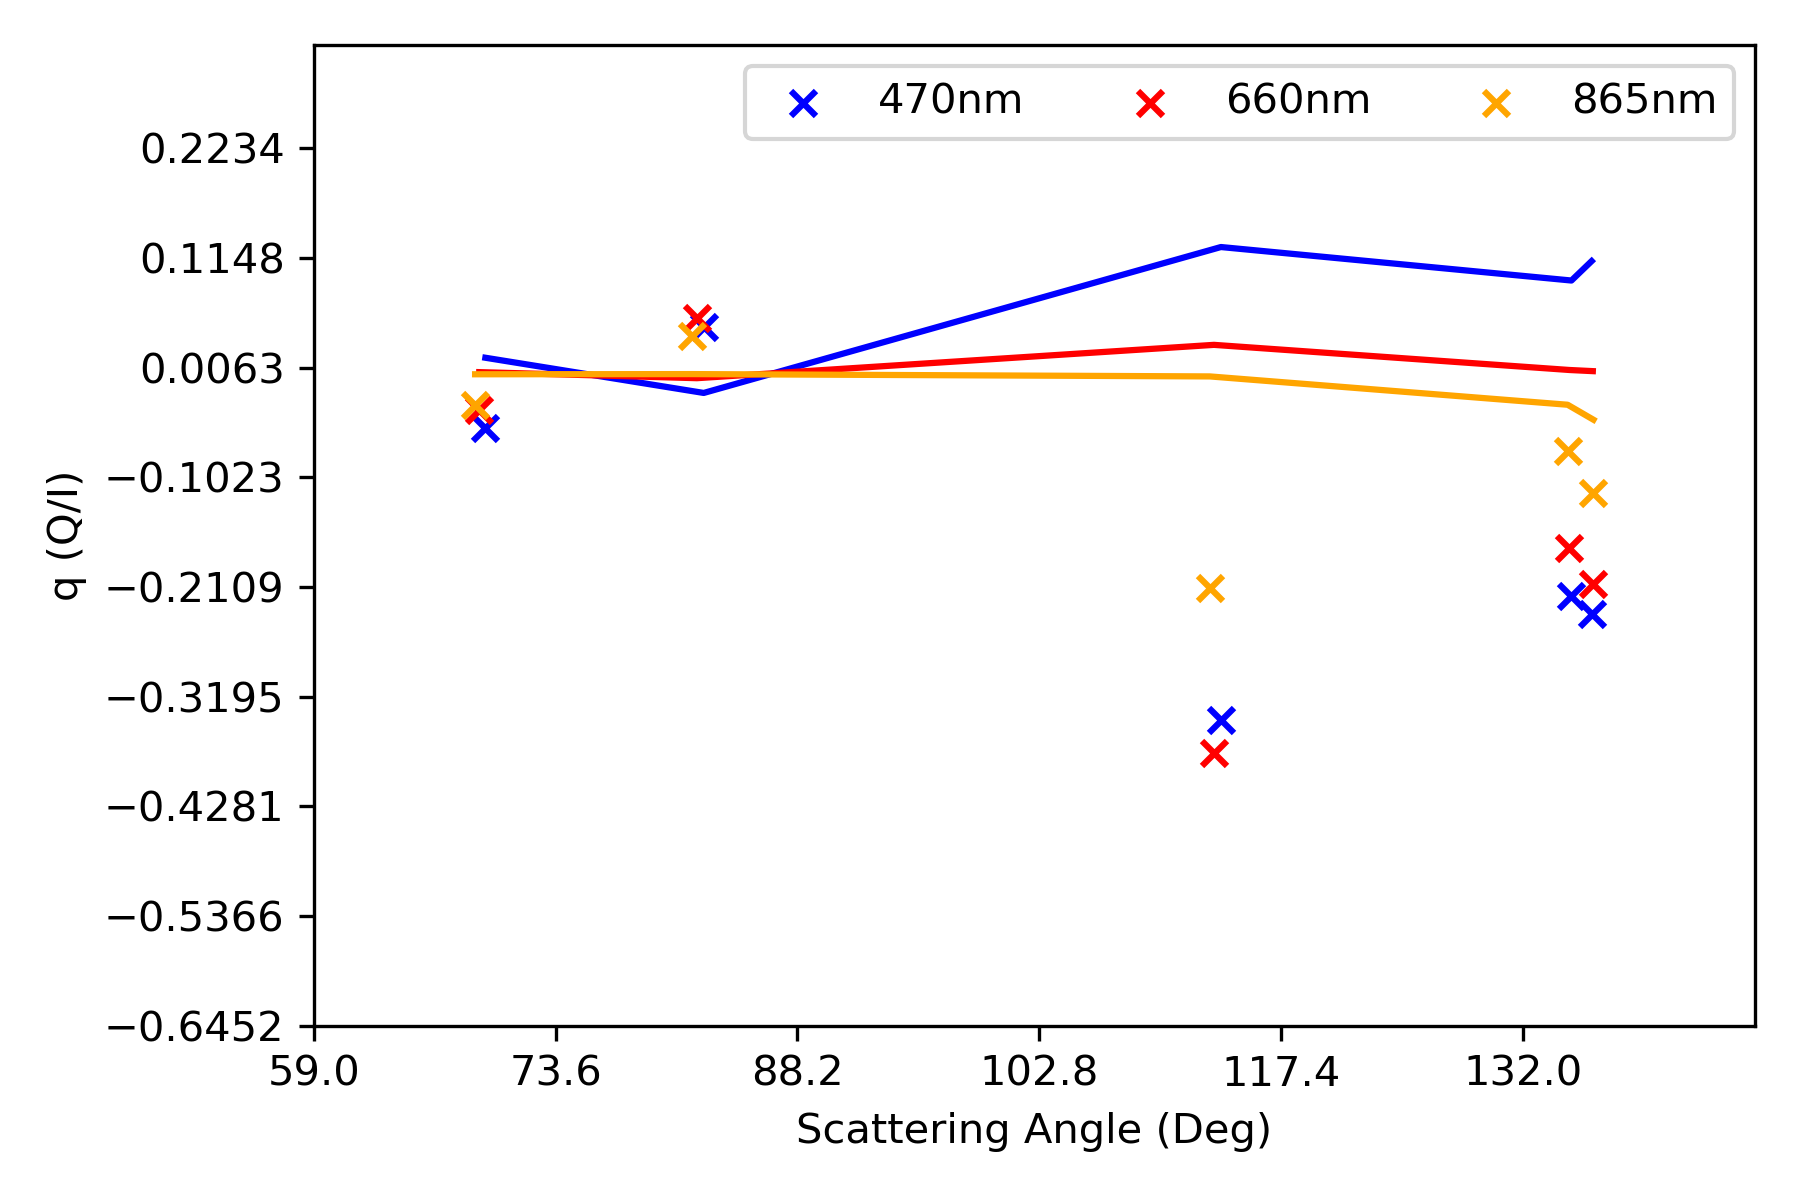 470nm 660nm 865nm
0.2234
0.1148
0.0063
−0.1023
−0.2109
−0.3195
−0.4281
−0.5366
−0.6452
q (Q/I)
59.0 73.6 88.2 102.8 117.4 132.0
Scattering Angle (Deg)